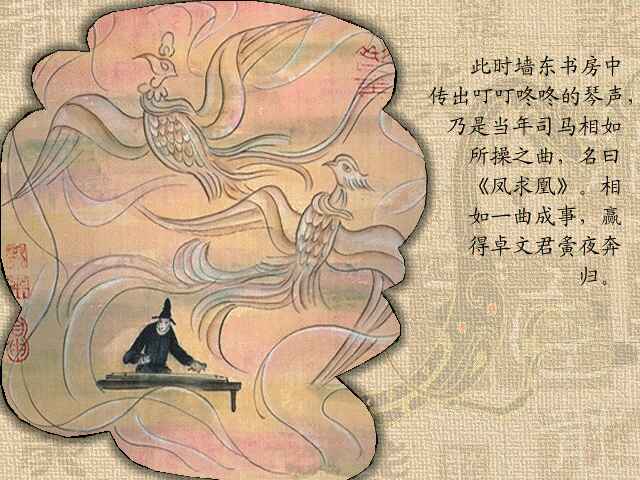 此时墙东书房中
传出叮叮咚咚的琴声，
乃是当年司马相如
所操之曲，名曰
《凤求凰》。相
如一曲成事，赢
得卓文君夤夜奔
归。